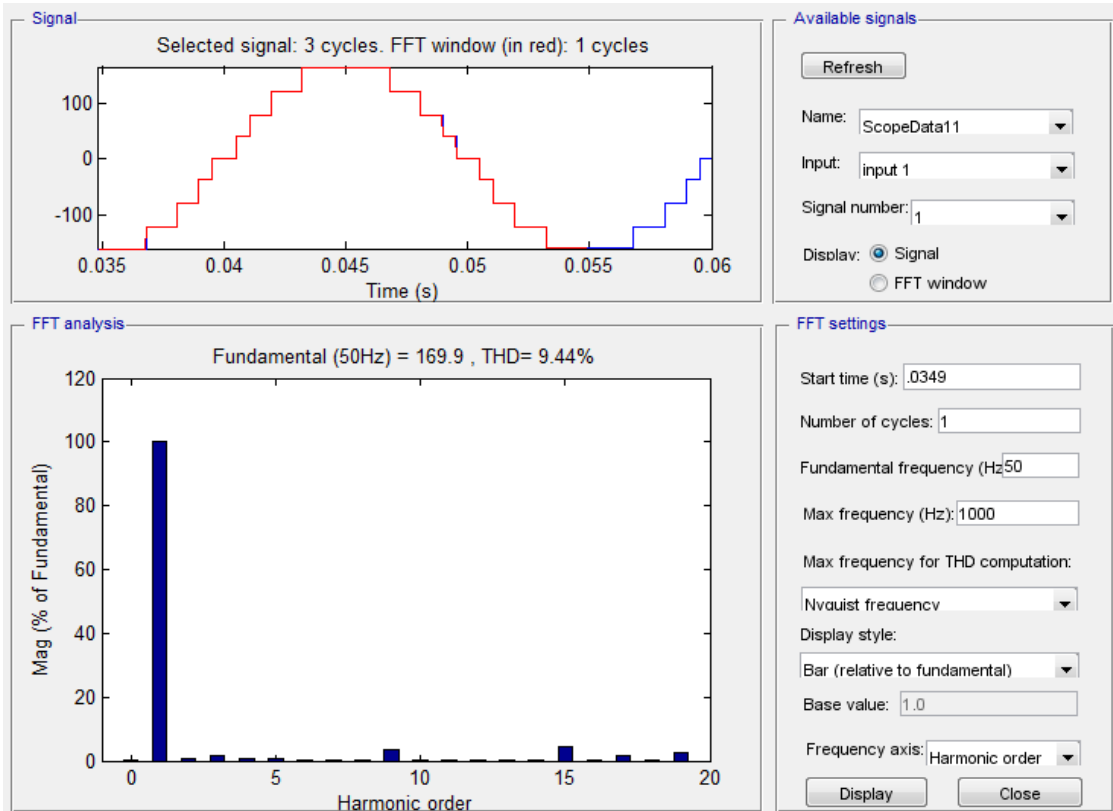 Signal
Selected signal: 3 cycles. FFT window (in red): 1 cycles
100
0
-100
0.035 0.04 0.045 0.05 0.055 0.06
Time (s)
Available signals
Refresh
Name: ScopeData11
Input: input 1
Signal number: 1
Display: Signal
FFT window
FFT analysis
Fundamental (50Hz) = 169.9 , THD= 9.44%
Mag (% of Fundamental)
120
100
80
60
40
20
0
0 5 10 15 20
Harmonic order
FFT settings
Start time (s): .0349
Number of cycles: 1
Fundamental frequency (Hz 50
Max frequency (Hz): 1000
Max frequency for THD computation:
Nyquist frequency
Display style:
Bar (relative to fundamental)
Base value: 1.0
Frequency axis: Harmonic order
Display Close